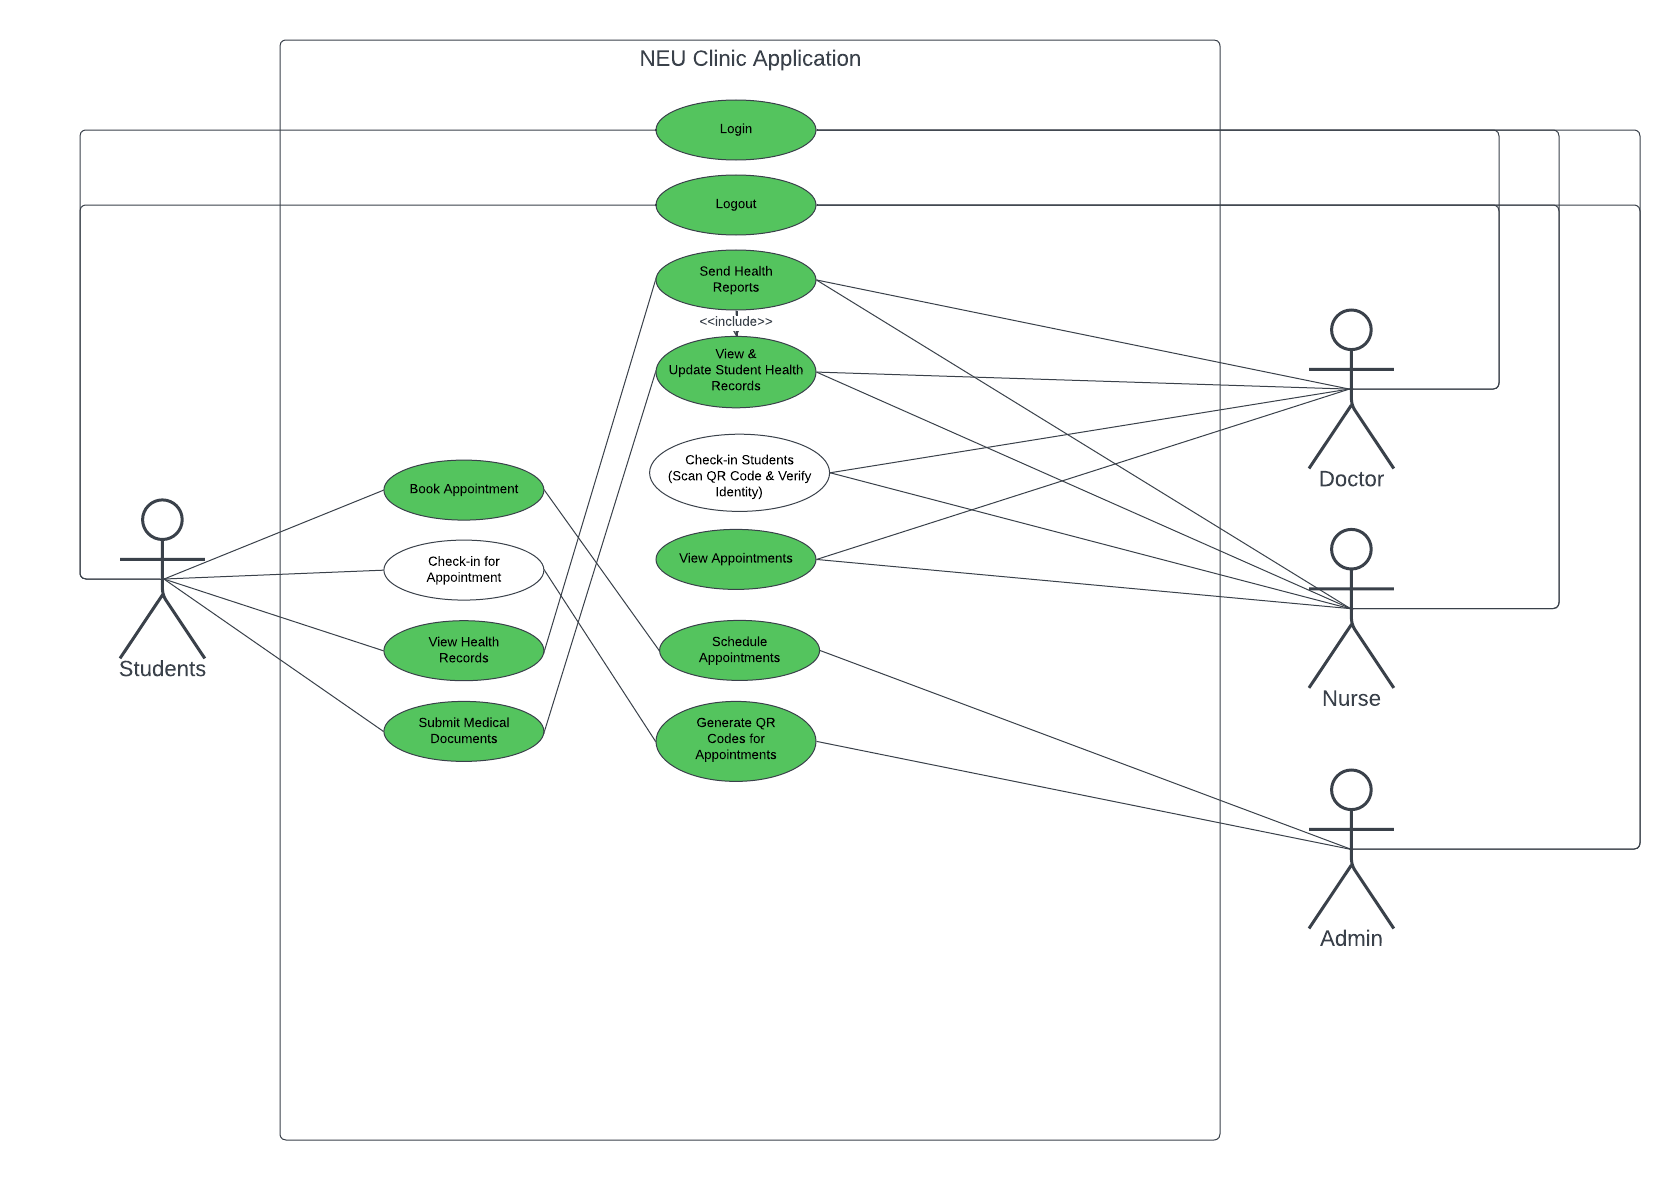 NEU Clinic Application
Login
Logout
Send Health
Reports
<<include>>
View &
Update Student Health
Records
Check-in Students
(Scan QR Code & Verify
Identity)
View Appointments
Schedule
Appointments
Generate QR
Codes for
Appointments
Book Appointment
Check-in for
Appointment
View Health
Records
Submit Medical
Documents
Students
Doctor
Nurse
Admin